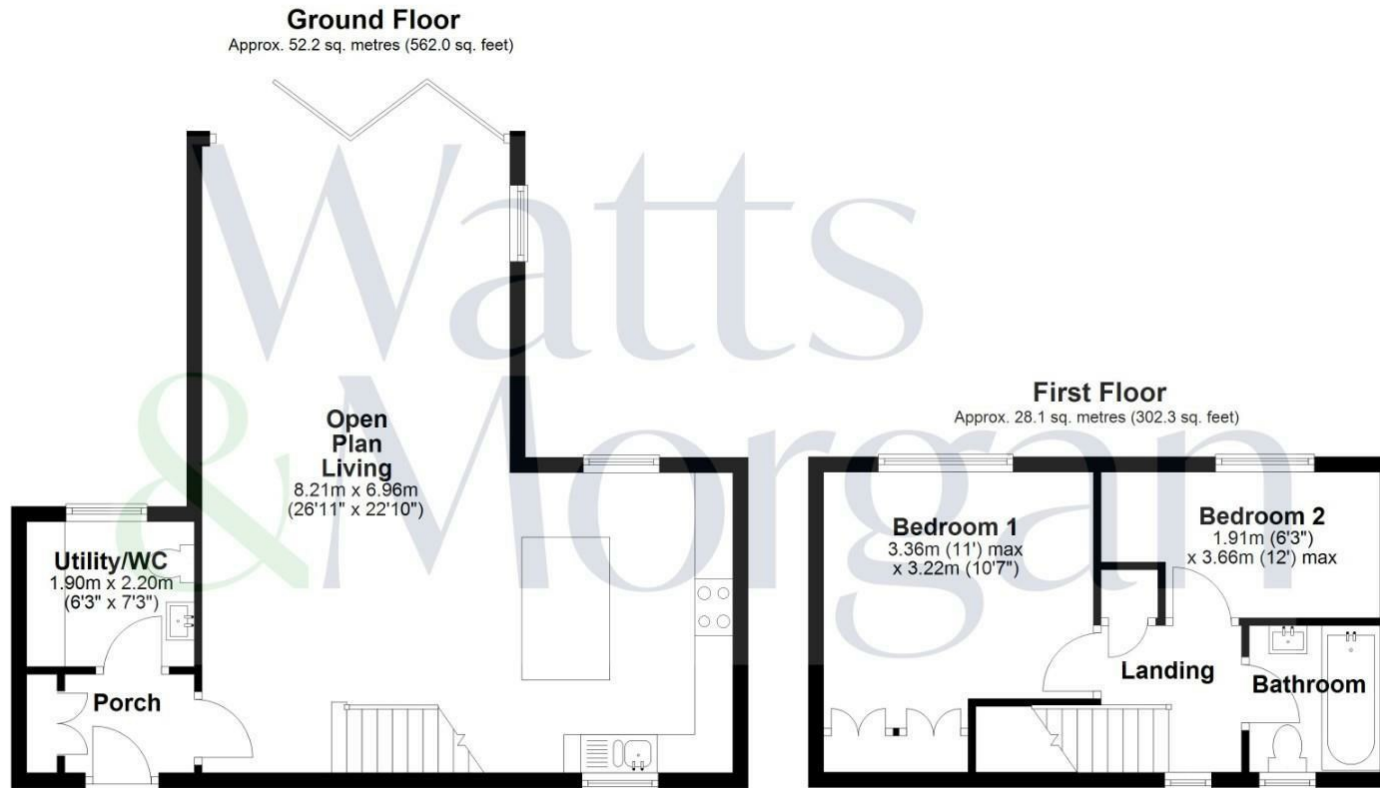 Ground Floor
Approx. 52.2 sq. metres (562.0 sq. feet)
Watts
& Morgan
Open
Plan
Living
8.21m x 6.96m
(26'11" x 22'10")
Utility/WC
1.90m x 2.20m
(6'3" x 7'3")
Porch
First Floor
Approx. 28.1 sq. metres (302.3 sq. feet)
Bedroom 1
3.36m (11') max
x 3.22m (10'7")
Bedroom 2
1.91m (6'3")
x 3.66m (12') max
Landing
Bathroom